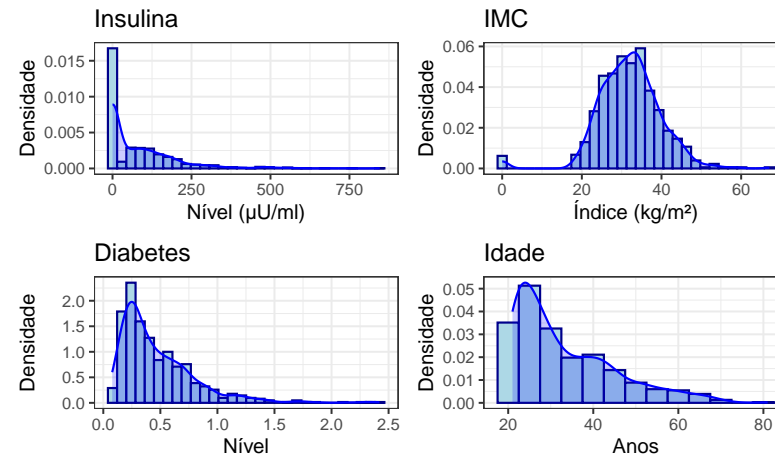 Insulina
Densidade
0.015
0.010
0.005
0.000
0 250 500 750
Nível (µU/ml)
IMC
Densidade
0.06
0.04
0.02
0.00
0 20 40 60
Índice (kg/m²)
Diabetes
Densidade
2.0
1.5
1.0
0.5
0.0
0.0 0.5 1.0 1.5 2.0 2.5
Nível
Idade
Densidade
0.05
0.04
0.03
0.02
0.01
0.00
20 40 60 80
Anos